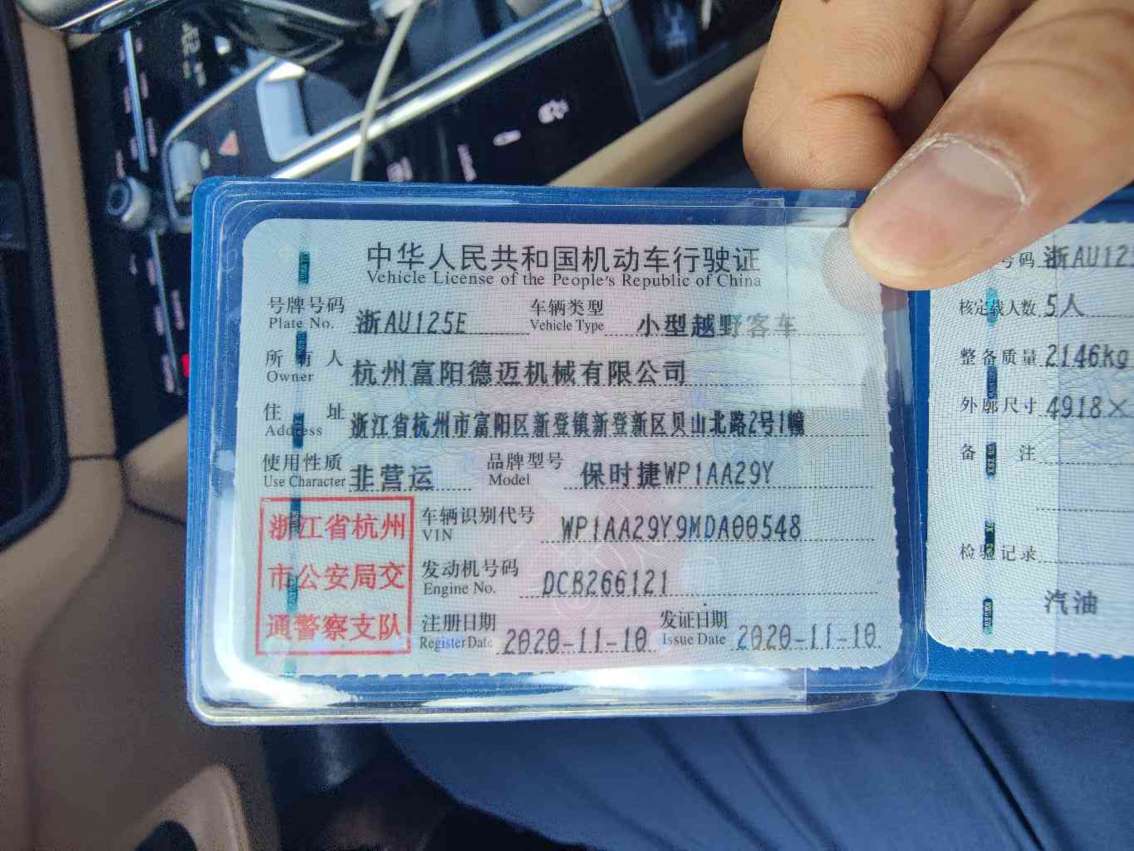 中华人民共和国机动车行驶证
Vehicle License of the People's Republic of China
号牌号码 浙AU125E 车辆类型 小型越野客车
Plate No. Vehicle Type
所有人 杭州富阳德迈机械有限公司
Owner
住址 浙江省杭州市富阳区新登镇新登新区贝山北路2号1幢
Address
使用性质 非营运 品牌型号 保时捷WP1AA29Y
Use Character Model
浙江省杭州
市公安局交
通警察支队
车辆识别代号 WP1AA29Y9MDA00548
VIN
发动机号码 DCB266121
Engine No.
注册日期 2020-11-10 发证日期 2020-11-10
Register Date Issue Date
号码 浙AU125
核定载人数 5人
整备质量 2146kg
外廓尺寸 4918×
备注
检验记录
汽油